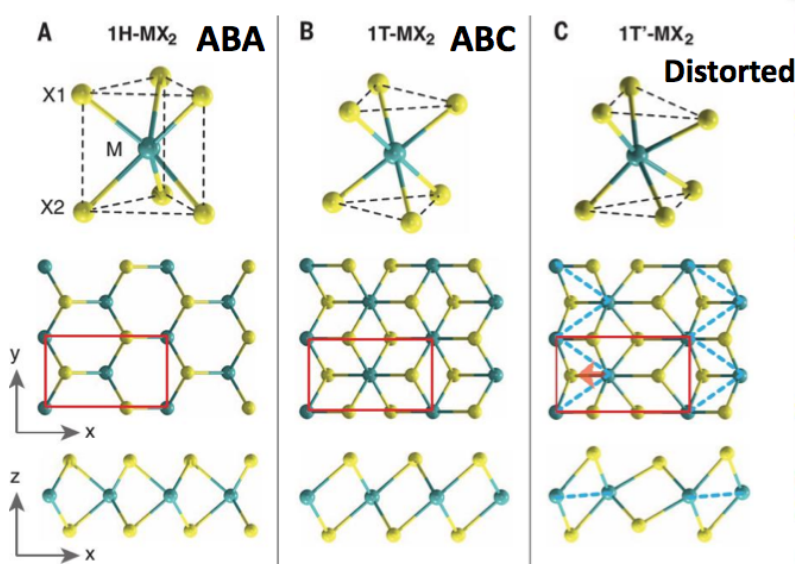 A 1H-MX₂ ABA
X1
M
X2
y
x
z
x
B 1T-MX₂ ABC
C 1T'-MX₂
Distorted